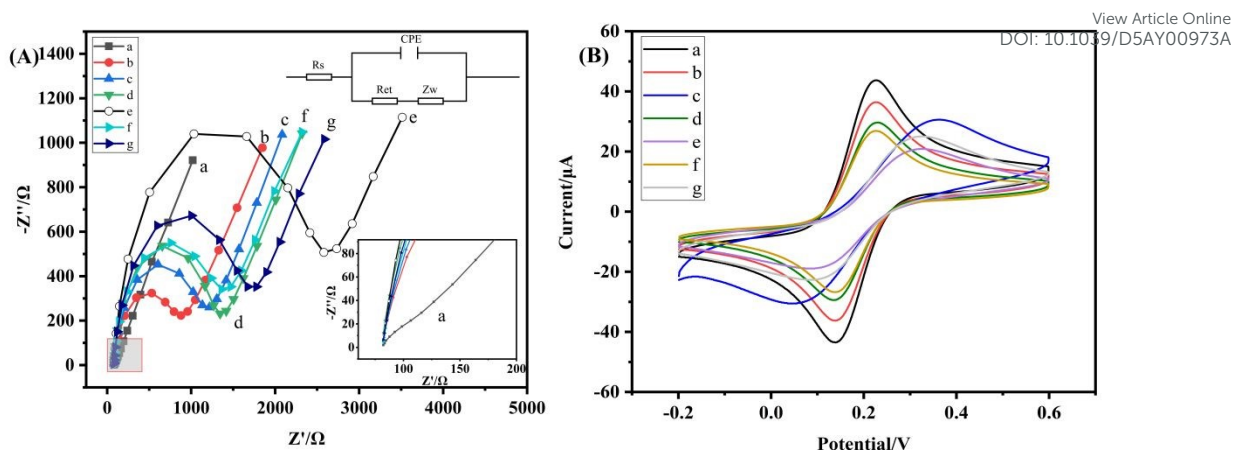 View Article Online
DOI: 10.1039/D5AY00973A
(A)
1400
1200
1100
1000
800
600
400
200
0
-Z''/Ω
a
b
c
d
e
f
g
CPE
Rs
Ret
Zw
a
b
c
d
e
f
g
80
60
40
20
0
-Z''/Ω
a
100
150
200
Z'/Ω
0
1000
2000
3000
4000
5000
Z'/Ω
(B)
60
40
20
0
-20
-40
-60
Current/μA
a
b
c
d
e
f
g
-0.2
0.0
0.2
0.4
0.6
Potential/V